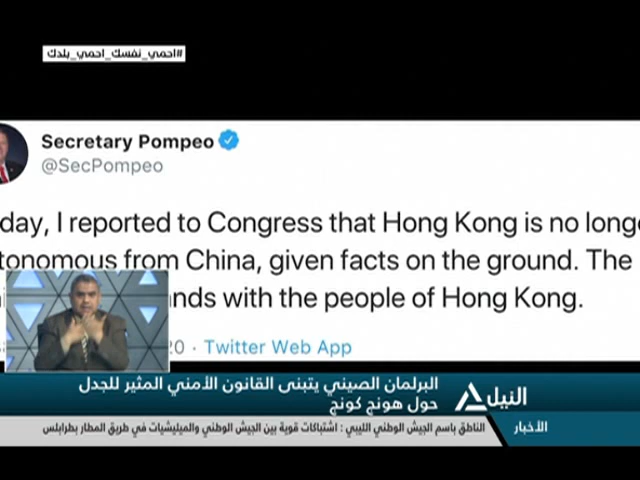 #احمي_نفسك_احمي_بلدك
Secretary Pompeo
@SecPompeo
day, I reported to Congress that Hong Kong is no longe
tonomous from China, given facts on the ground. The
nds with the people of Hong Kong.
20 · Twitter Web App
البرلمان الصيني يتبنى القانون الأمني المثير للجدل
حول هونج كونج
النيل
الأخبار
الناطق باسم الجيش الوطني الليبي : اشتباكات قوية بين الجيش الوطني والميليشيات في طريق المطار بطرابلس